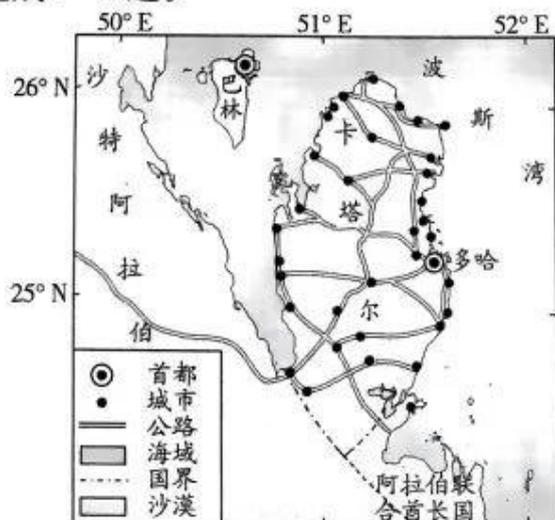 50° E
51° E
52° E
26° N
25° N
沙
特
阿
拉
伯
巴
林
卡
塔
尔
波
斯
湾
多哈
阿拉伯联
合酋长国
首都
城市
公路
海域
国界
沙漠